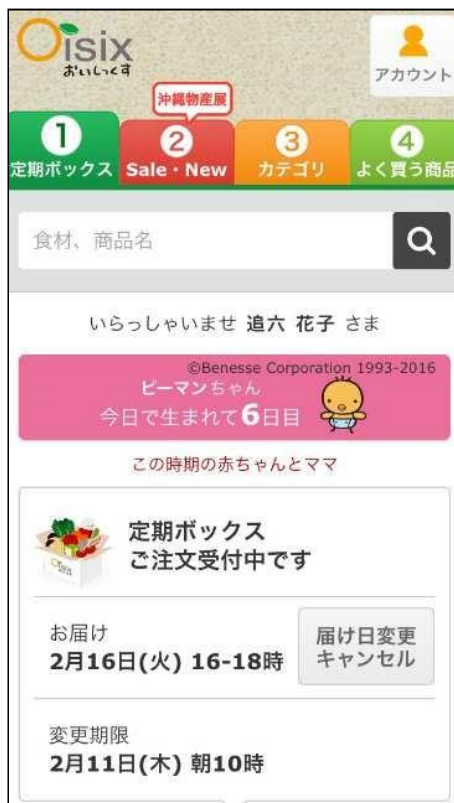 Oisix
おいしっくす
アカウント
沖縄物産展
1
定期ボックス
2
Sale・New
3
カテゴリ
4
よく買う商品
食材、商品名
いらっしゃいませ 追六 花子 さま
©Benesse Corporation 1993-2016
ピーマンちゃん
今日で生まれて6日目
この時期の赤ちゃんとママ
Oisix
定期ボックス
ご注文受付中です
お届け
2月16日(火) 16-18時
届け日変更
キャンセル
変更期限
2月11日(木) 朝10時